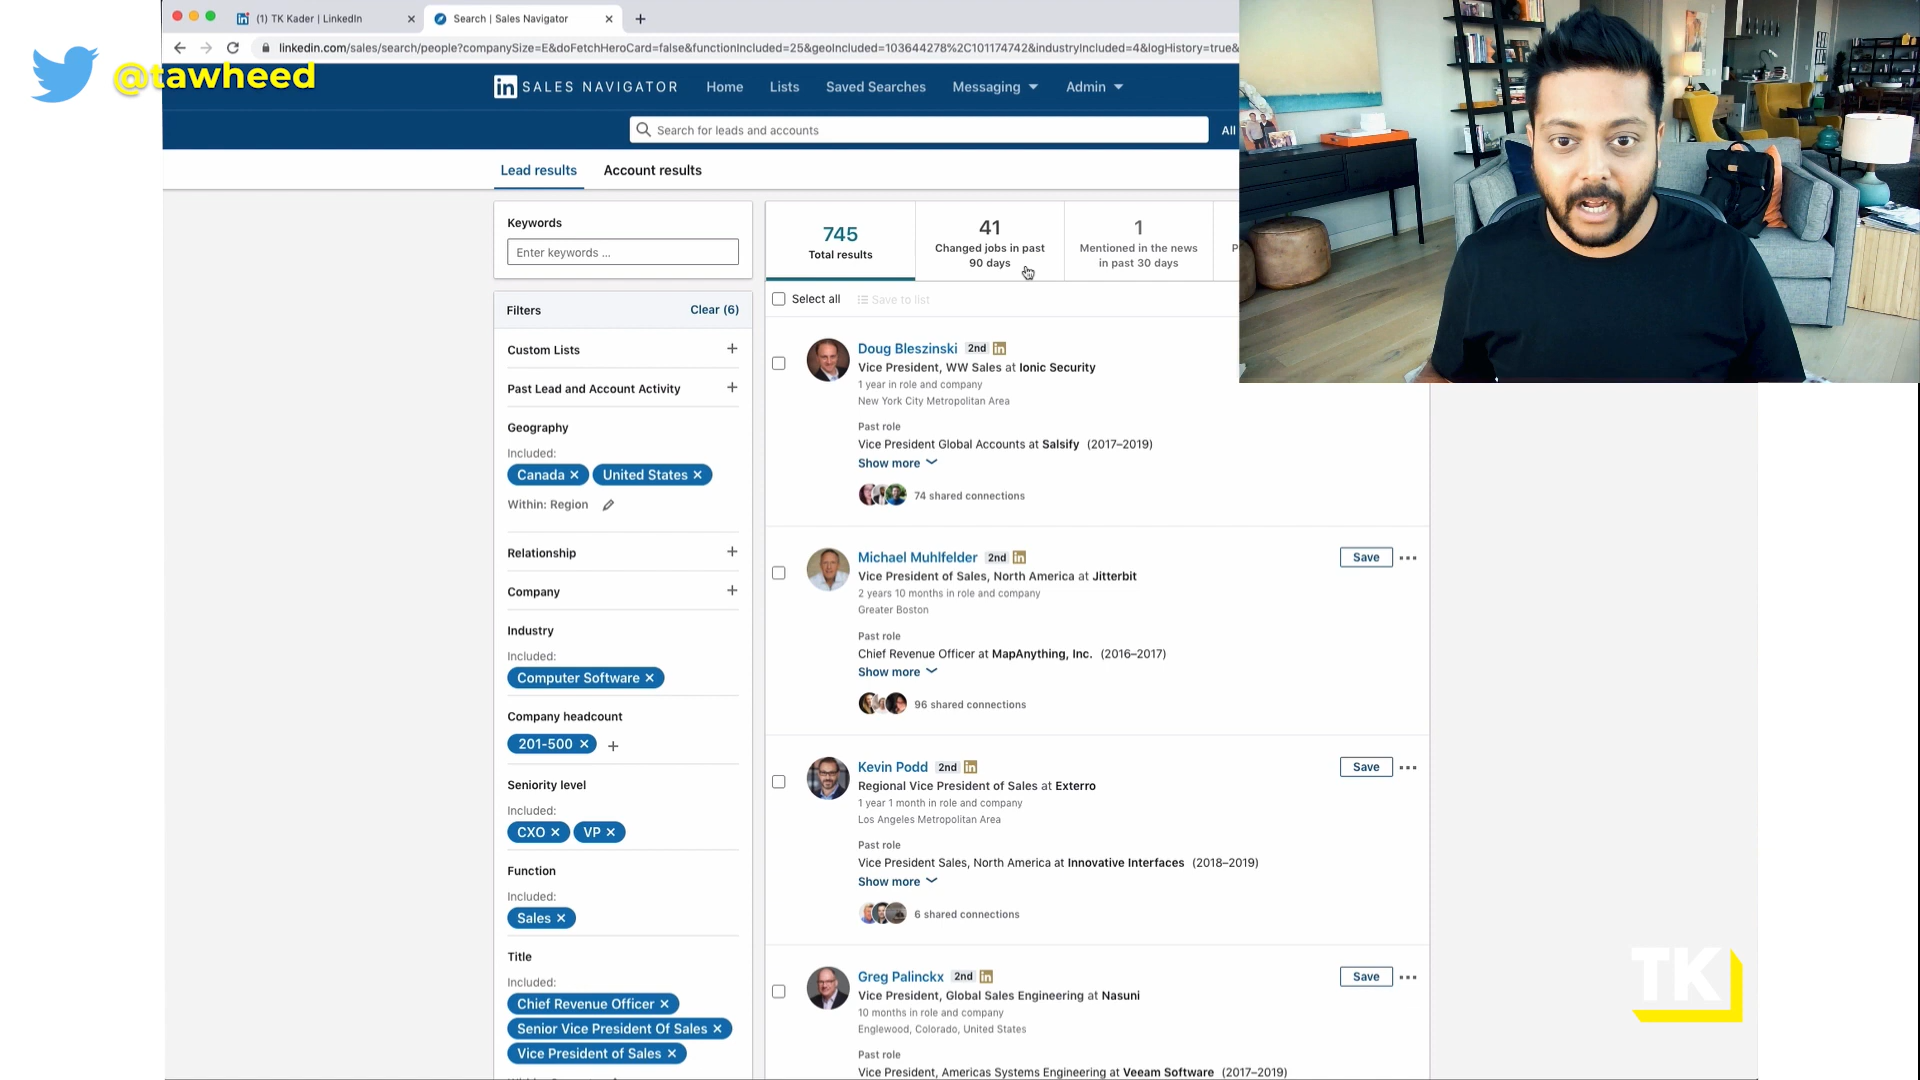 (1) TK Kader | LinkedIn
Search | Sales Navigator
linkedin.com/sales/search/people?companySize=E&doFetchHeroCard=false&functionIncluded=25&geoIncluded=103644278%2C101174742&industryIncluded=4&logHistory=true&
@tawheed
in SALES NAVIGATOR
Home
Lists
Saved Searches
Messaging
Admin
Search for leads and accounts
All
Lead results
Account results
Keywords
Enter keywords ...
Filters
Clear (6)
Custom Lists
Past Lead and Account Activity
Geography
Included:
Canada
United States
Within: Region
Relationship
Company
Industry
Included:
Computer Software
Company headcount
201-500
Seniority level
Included:
CXO
VP
Function
Included:
Sales
Title
Included:
Chief Revenue Officer
Senior Vice President Of Sales
Vice President of Sales
745
Total results
41
Changed jobs in past
90 days
1
Mentioned in the news
in past 30 days
P
Select all
Save to list
Doug Bleszinski 2nd in
Vice President, WW Sales at Ionic Security
1 year in role and company
New York City Metropolitan Area
Past role
Vice President Global Accounts at Salsify (2017–2019)
Show more
74 shared connections
Michael Muhlfelder 2nd in
Save
Vice President of Sales, North America at Jitterbit
2 years 10 months in role and company
Greater Boston
Past role
Chief Revenue Officer at MapAnything, Inc. (2016–2017)
Show more
96 shared connections
Kevin Podd 2nd in
Save
Regional Vice President of Sales at Exterro
1 year 1 month in role and company
Los Angeles Metropolitan Area
Past role
Vice President Sales, North America at Innovative Interfaces (2018–2019)
Show more
6 shared connections
Greg Palinckx 2nd in
Save
Vice President, Global Sales Engineering at Nasuni
10 months in role and company
Englewood, Colorado, United States
Past role
Vice President, Americas Systems Engineering at Veeam Software (2017–2019)
TK